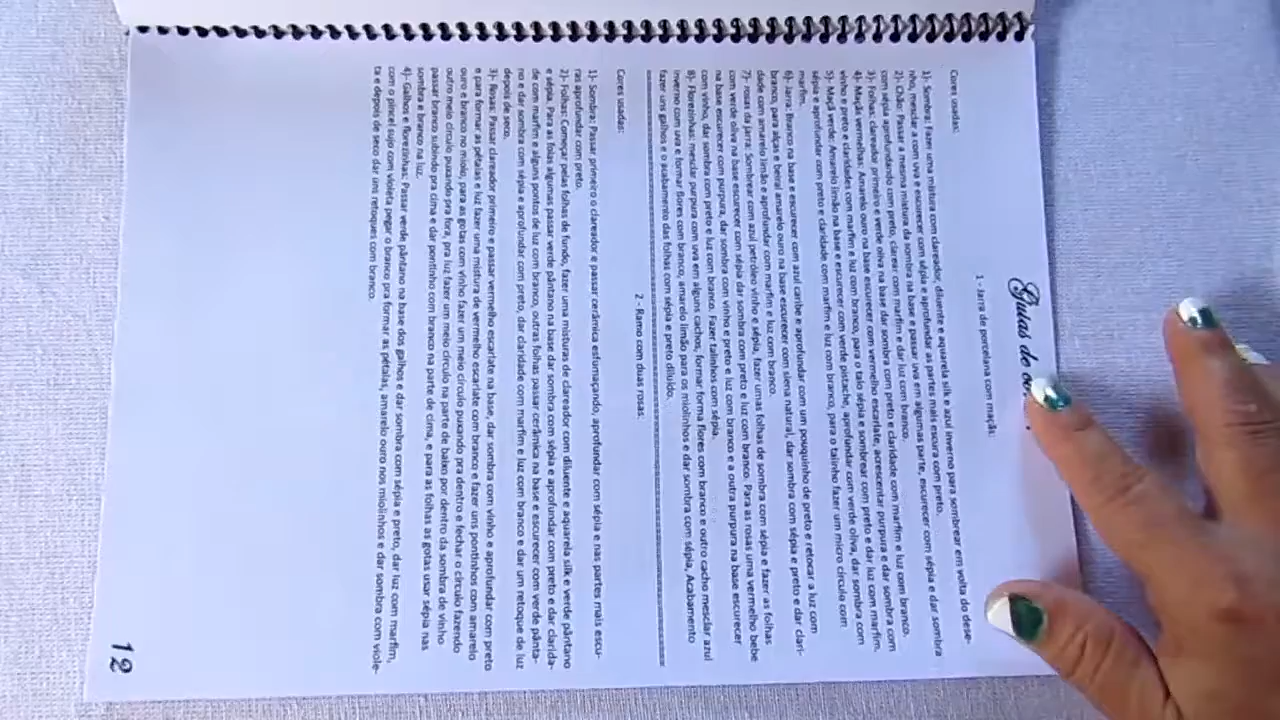 Guias de
1 - Jarra de porcelana com maçãs:
Cores usadas:
1)- Sombra: Fazer uma mistura com clareador, diluente e aquarela silk e azul inverno para sombrear em volta do dese-
nho, mesclar a com uva e escurecer com sépia e aprofundar as partes mais escura com preto.
2)- Chão: Passar a mesma mistura da sombra na base e passar uva em algumas parte, escurecer com sépia e dar sombra
com sépia aprofundando com preto, clarear com marfim e dar luz com branco.
3)- Folhas: clareador primeiro e verde oliva na base dar sombra com preto e claridade com marfim e luz com branco.
4)- Maçãs vermelhas: Amarelo ouro na base escurecer com vermelho escarlate, acrescentar purpura e dar sombra com
vinho e preto e claridades com marfim e luz com branco, para o talo sépia e sombrear com preto e dar luz com marfim.
5)- Maçã verde: Amarelo limão na base e escurecer com verde pistache, aprofundar com verde oliva, dar sombra com
sépia e aprofundar com preto e claridade com marfim e luz com branco, para o talinho fazer um micro círculo com
marfim.
6)- Jarra: Branco na base e escurecer com azul caribe e aprofundar com um pouquinho de preto e retocar a luz com
branco, para alças e beiral amarelo ouro na base escurecer com siena natural, dar sombra com sépia e preto e dar clari-
dade com amarelo limão e aprofundar com marfim e luz com branco.
7)- rosas da jarra: Sombrear com azul petróleo vinho e sépia, fazer umas folhas de sombra com sépia e fazer as folhas
com verde oliva na base escurecer com sépia dar sombra com preto e luz com branco. Para as rosas uma vermelho bebe
na base escurecer com purpura, dar sombra com vinho e preto e luz com branco e a outra purpura na base escurecer
com vinho, dar sombra com preto e luz com branco. Fazer talinhos com sépia.
8)- Florezinhas: mesclar purpura com uva em alguns cachos, formar forma flores com branco e outro cacho mesclar azul
inverno com uva e formar flores com branco, amarelo limão para os miolinhos e dar sombra com sépia, Acabamento
fazer uns galhos e o acabamento das folhas com sépia e preto diluído.
2 - Ramo com duas rosas:
Cores usadas:
1)- Sombra: Passar primeiro o clareador e passar cerâmica esfumaçando, aprofundar com sépia e nas partes mais escu-
ras aprofundar com preto.
2)- Folhas: Começar pelas folhas de fundo, fazer uma misturas de clareador com diluente e aquarela silk e verde pântano
e sépia. Para as folas algumas passar verde pântano na base dar sombra com sépia e aprofundar com preto e dar clarida-
de com marfim e alguns pontos de luz com branco, outras folhas passar cerâmica na base e escurecer com verde pânta-
no e dar sombra com sépia e aprofundar com preto, dar claridade com marfim e luz com branco e dar um retoque de luz
depois de seco.
3)- Rosas: Passar clareador primeiro e passar vermelho escarlate na base, dar sombra com vinho e aprofundar com preto
e para formar as pétalas e luz fazer uma mistura de vermelho escarlate com branco e fazer uns pontinhos com amarelo
ouro e branco no miolo, para as gotas com vinho fazer um meio círculo puxando pra dentro e fechar o círculo fazendo
outro meio círculo puxando pra fora, pra luz fazer um meio círculo na parte de baixo por dentro da sombra de vinho
passar branco subindo pra cima e dar pontinho com branco na parte de cima, e para as folhas as gotas usar sépia nas
sombra e branco na luz.
4)- Galhos e florezinhas: Passar verde pântano na base dos galhos e dar sombra com sépia e preto, dar luz com marfim,
com o pincel sujo com violeta pegar o branco pra formar as pétalas, amarelo ouro nos miolinhos e dar sombra com viole-
ta e depois de seco dar uns retoques com branco.
12